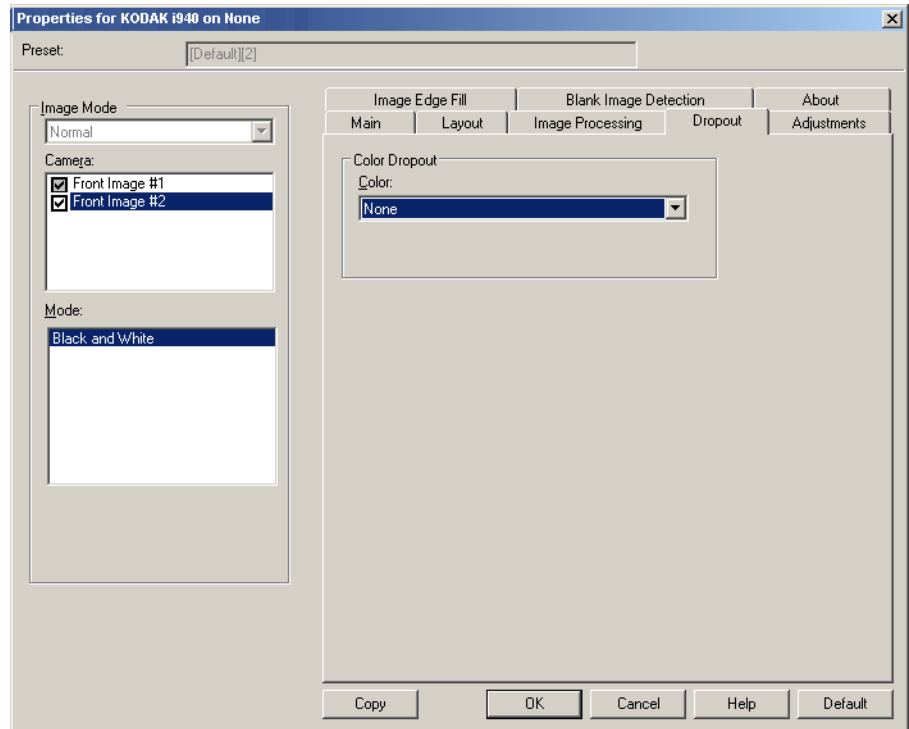 Properties for KODAK i940 on None
Preset:
[Default][2]
Image Mode
Normal
Camera:
Front Image #1
Front Image #2
Mode:
Black and White
Image Edge Fill
Blank Image Detection
About
Main
Layout
Image Processing
Dropout
Adjustments
Color Dropout
Color:
None
Copy
OK
Cancel
Help
Default